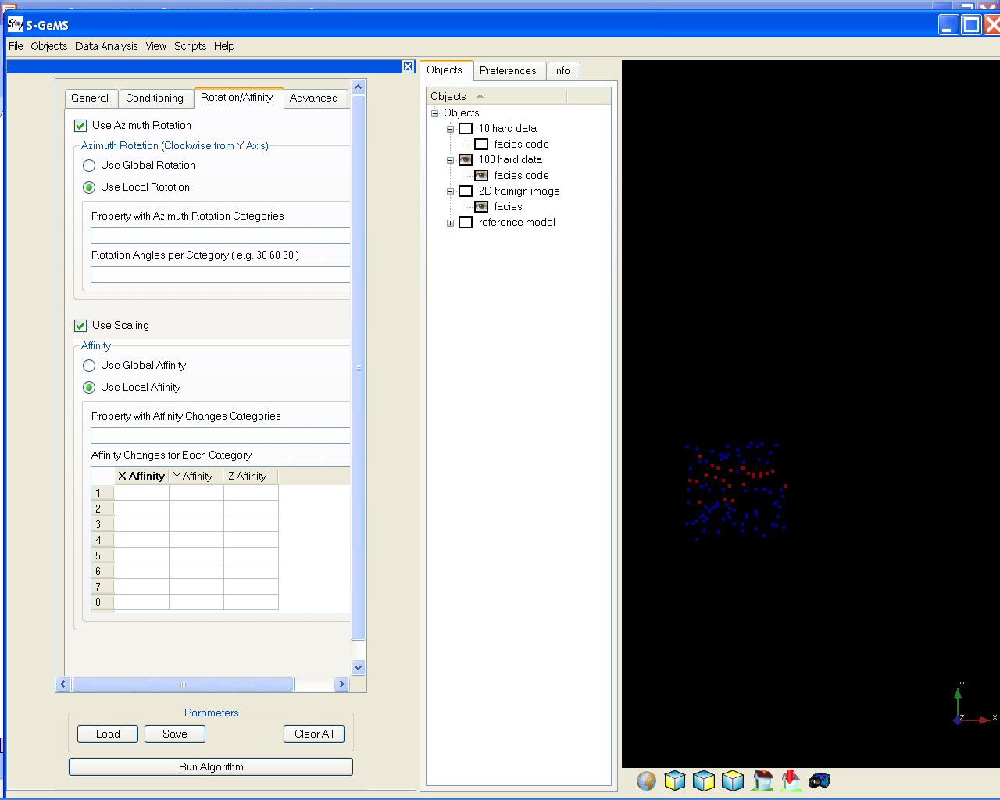 S-GeMS
File Objects Data Analysis View Scripts Help
General Conditioning Rotation/Affinity Advanced
Use Azimuth Rotation
Azimuth Rotation (Clockwise from Y Axis)
Use Global Rotation
Use Local Rotation
Property with Azimuth Rotation Categories
Rotation Angles per Category ( e.g. 30 60 90 )
Use Scaling
Affinity
Use Global Affinity
Use Local Affinity
Property with Affinity Changes Categories
Affinity Changes for Each Category
X Affinity Y Affinity Z Affinity
1
2
3
4
5
6
7
8
Parameters
Load Save Clear All
Run Algorithm
Objects Preferences Info
Objects
Objects
10 hard data
facies code
100 hard data
facies code
2D trainign image
facies
reference model
Y
Z X